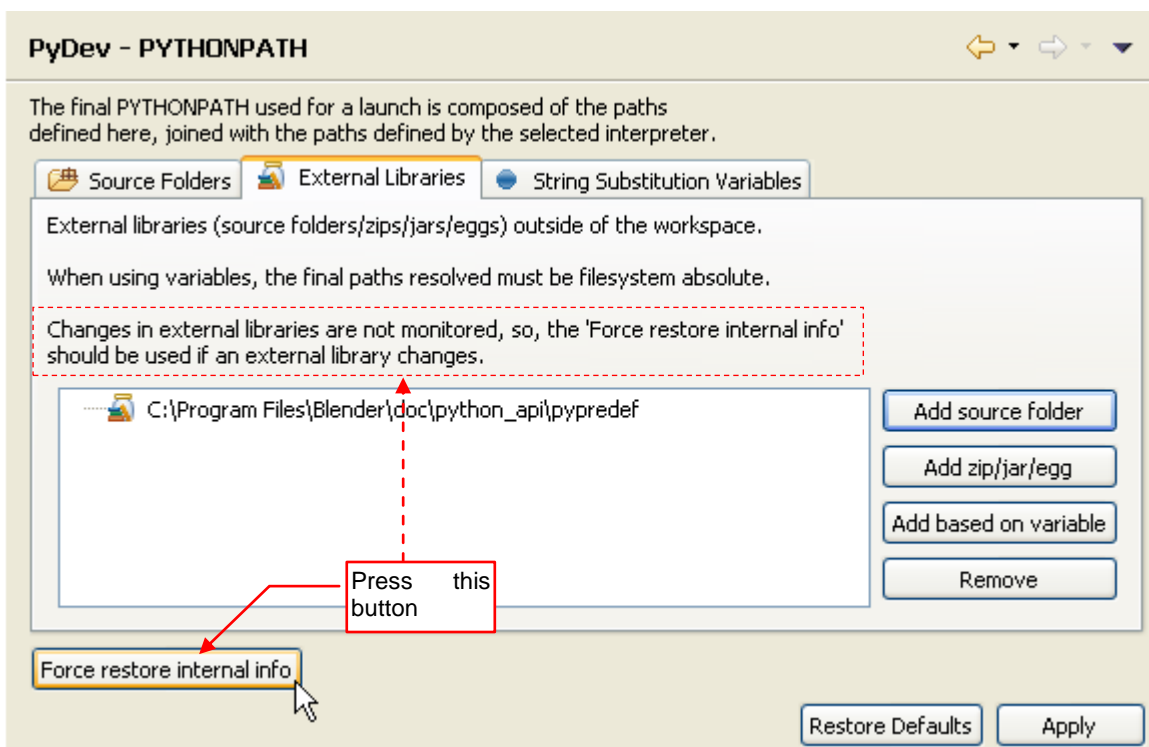 PyDev - PYTHONPATH
The final PYTHONPATH used for a launch is composed of the paths
defined here, joined with the paths defined by the selected interpreter.
Source Folders
External Libraries
String Substitution Variables
External libraries (source folders/zips/jars/eggs) outside of the workspace.
When using variables, the final paths resolved must be filesystem absolute.
Changes in external libraries are not monitored, so, the 'Force restore internal info'
should be used if an external library changes.
C:\Program Files\Blender\doc\python_api\pypredef
Add source folder
Add zip/jar/egg
Add based on variable
Remove
Press this
button
Force restore internal info
Restore Defaults
Apply